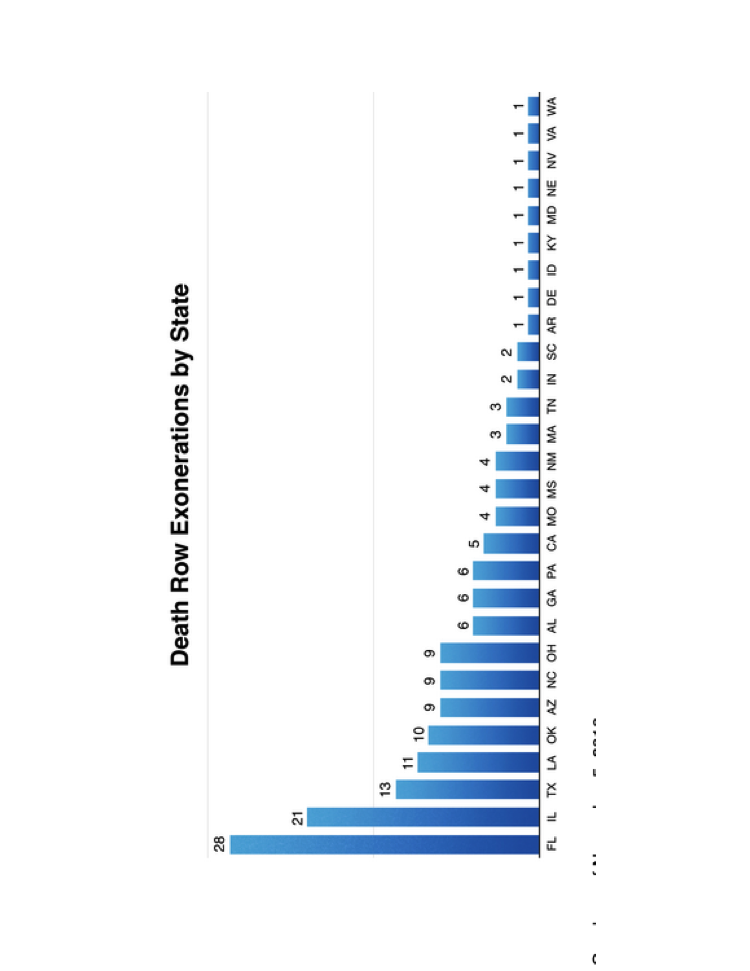 Death Row Exonerations by State
28 21 13 11 10 9 9 9 6 6 6 5 4 4 4 3 3 2 2 1 1 1 1 1 1 1 1 1
FL IL TX LA OK AZ NC OH AL GA PA CA MO MS NM MA TN IN SC AR DE ID KY MD NE NV VA WA